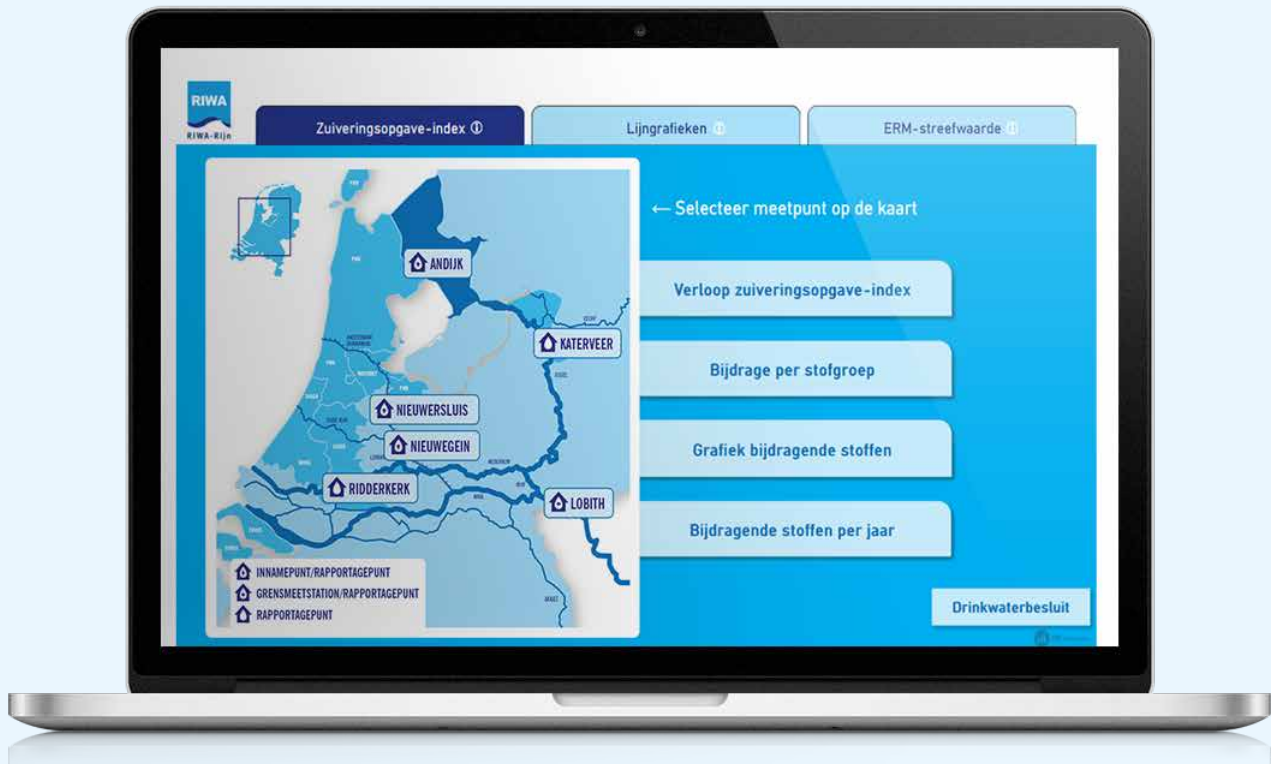 RIWA
RIWA-Rijn
Zuiveringsopgave-index
Lijngrafieken
ERM-streefwaarde
← Selecteer meetpunt op de kaart
ANDIJK
Verloop zuiveringsopgave-index
KATERVEER
Bijdrage per stofgroep
NIEUWERSLUIS
NIEUWEGEIN
Grafiek bijdragende stoffen
RIDDERKERK
LOBITH
Bijdragende stoffen per jaar
INNAMEPUNT/RAPPORTAGEPUNT
GRENSMEETSTATION/RAPPORTAGEPUNT
RAPPORTAGEPUNT
Drinkwaterbesluit